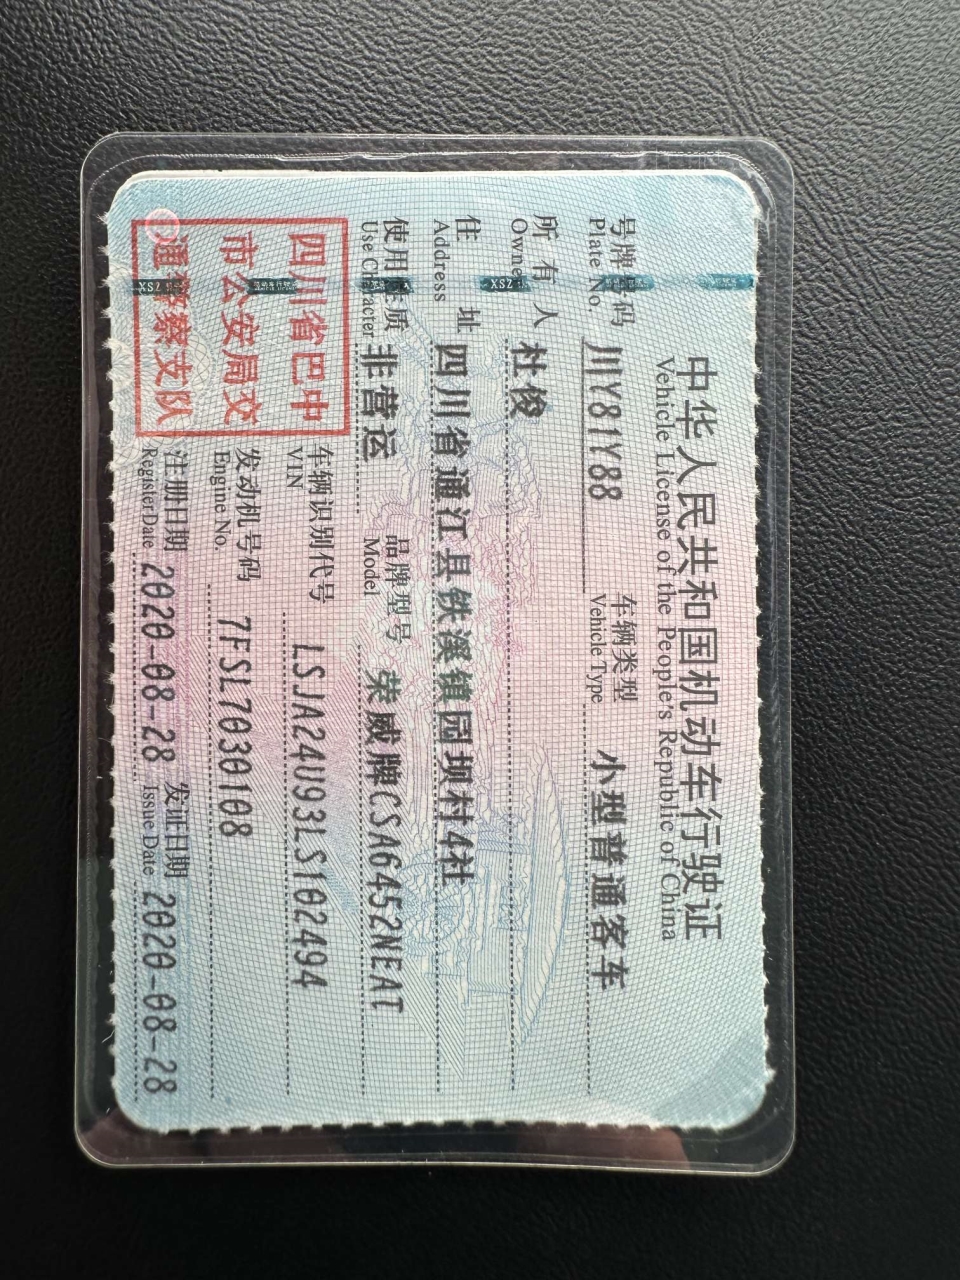 中华人民共和国机动车行驶证
Vehicle License of the People's Republic of China
号牌号码 川Y81Y88 车辆类型 小型普通客车
Plate No. Vehicle Type
所有人 杜俊
Owner
住址 四川省通江县铁溪镇园坝村4社
Address
使用性质 非营运 品牌型号 荣威牌CSA6452NEAT
Use Character Model
四川省巴中
市公安局交
通警察支队
车辆识别代号 LSJA24U93LS102494
VIN
发动机号码 7FSL7030108
Engine No.
注册日期 2020-08-28 发证日期 2020-08-28
Register Date Issue Date